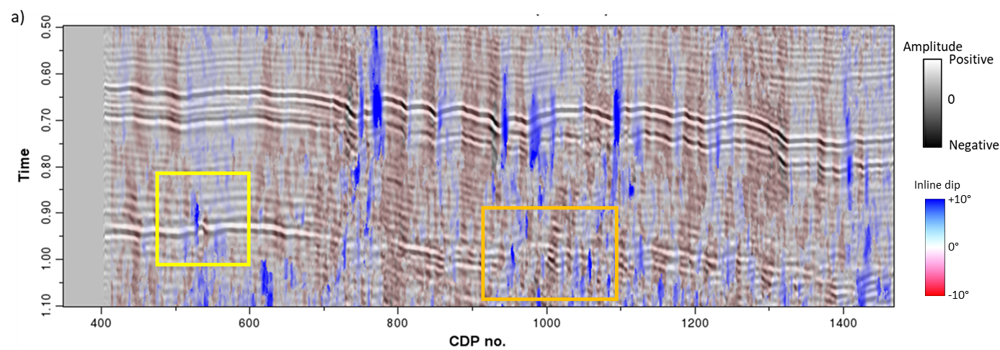 a)
0.50
0.60
0.70
0.80
0.90
1.00
1.10
Time
400
600
800
1000
1200
1400
CDP no.
Amplitude
Positive
0
Negative
Inline dip
+10°
0°
-10°